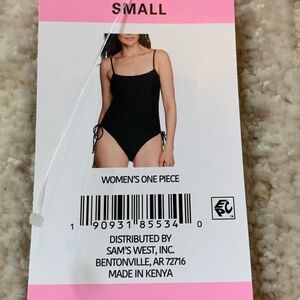 SMALL
WOMEN'S ONE PIECE
1 90931 85534 0
DISTRIBUTED BY
SAM'S WEST, INC.
BENTONVILLE, AR 72716
MADE IN KENYA